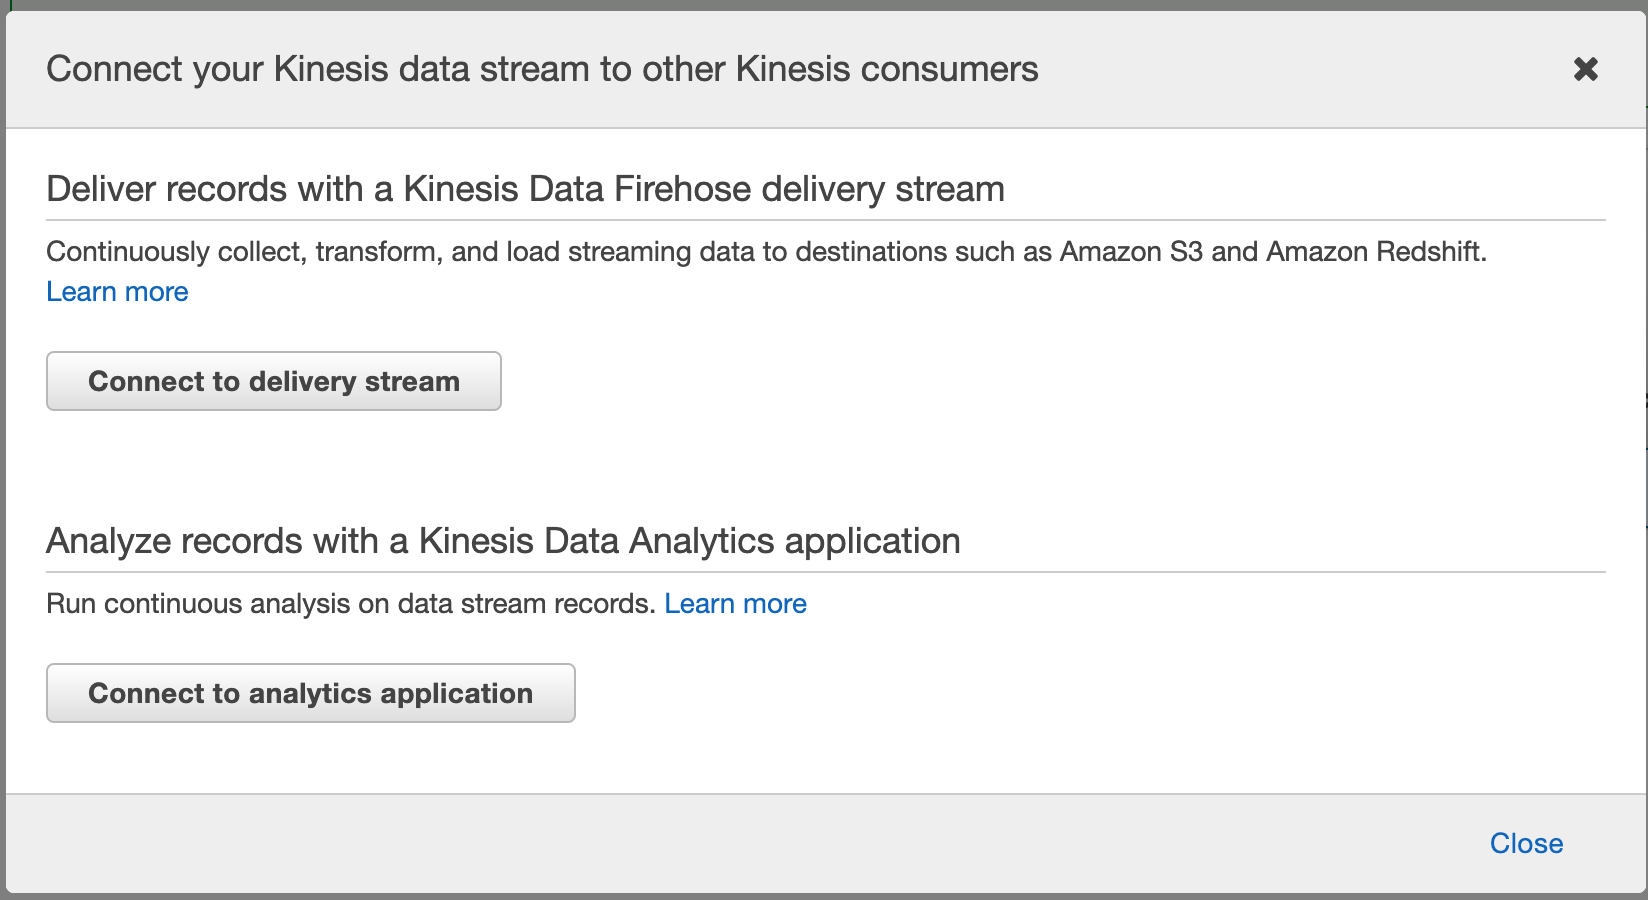 Connect your Kinesis data stream to other Kinesis consumers
Deliver records with a Kinesis Data Firehose delivery stream
Continuously collect, transform, and load streaming data to destinations such as Amazon S3 and Amazon Redshift.
Learn more
Connect to delivery stream
Analyze records with a Kinesis Data Analytics application
Run continuous analysis on data stream records. Learn more
Connect to analytics application
Close